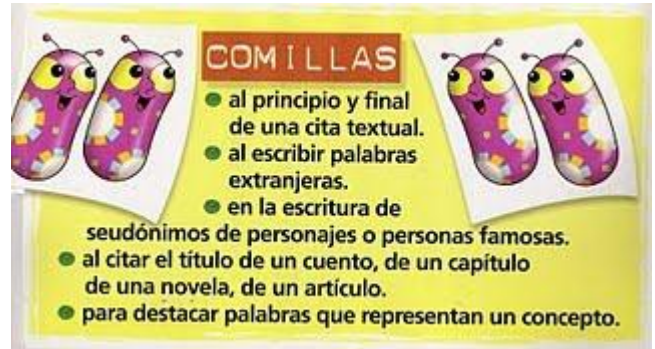 COMILLAS
● al principio y final
de una cita textual.
● al escribir palabras
extranjeras.
● en la escritura de
seudónimos de personajes o personas famosas.
● al citar el título de un cuento, de un capítulo
de una novela, de un artículo.
● para destacar palabras que representan un concepto.